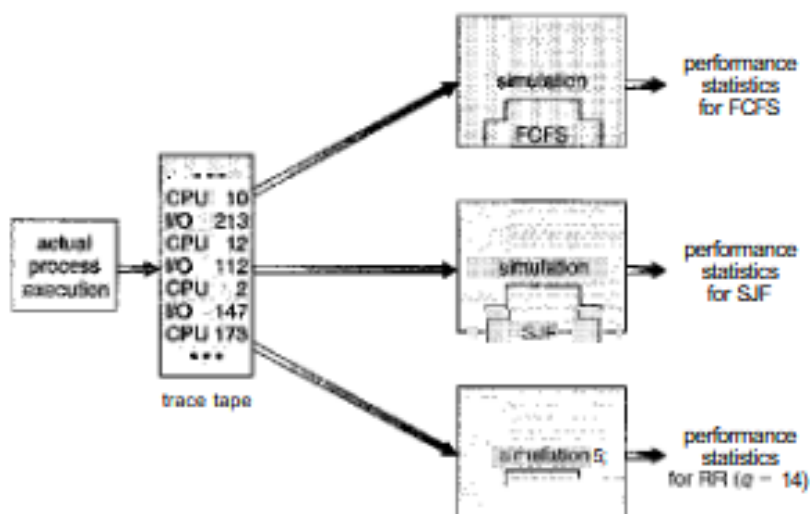 actual
process
execution
• • •
CPU 10
I/O 213
CPU 12
I/O 112
CPU 2
I/O 147
CPU 173
• • •
trace tape
simulation
FCFS
performance
statistics
for FCFS
simulation
SJF
performance
statistics
for SJF
simulation
performance
statistics
for RR (q – 14)